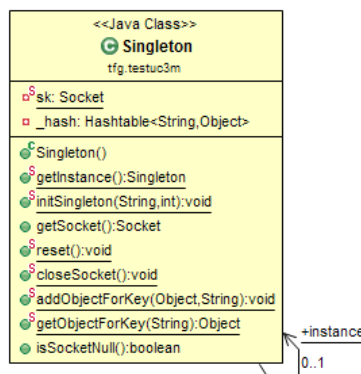 <<Java Class>>
C Singleton
tfg.testuc3m
S sk: Socket
_hash: Hashtable<String,Object>
C Singleton()
S getInstance():Singleton
S initSingleton(String,int):void
getSocket():Socket
S reset():void
S closeSocket():void
S addObjectForKey(Object,String):void
S getObjectForKey(String):Object
isSocketNull():boolean
+instance
0..1